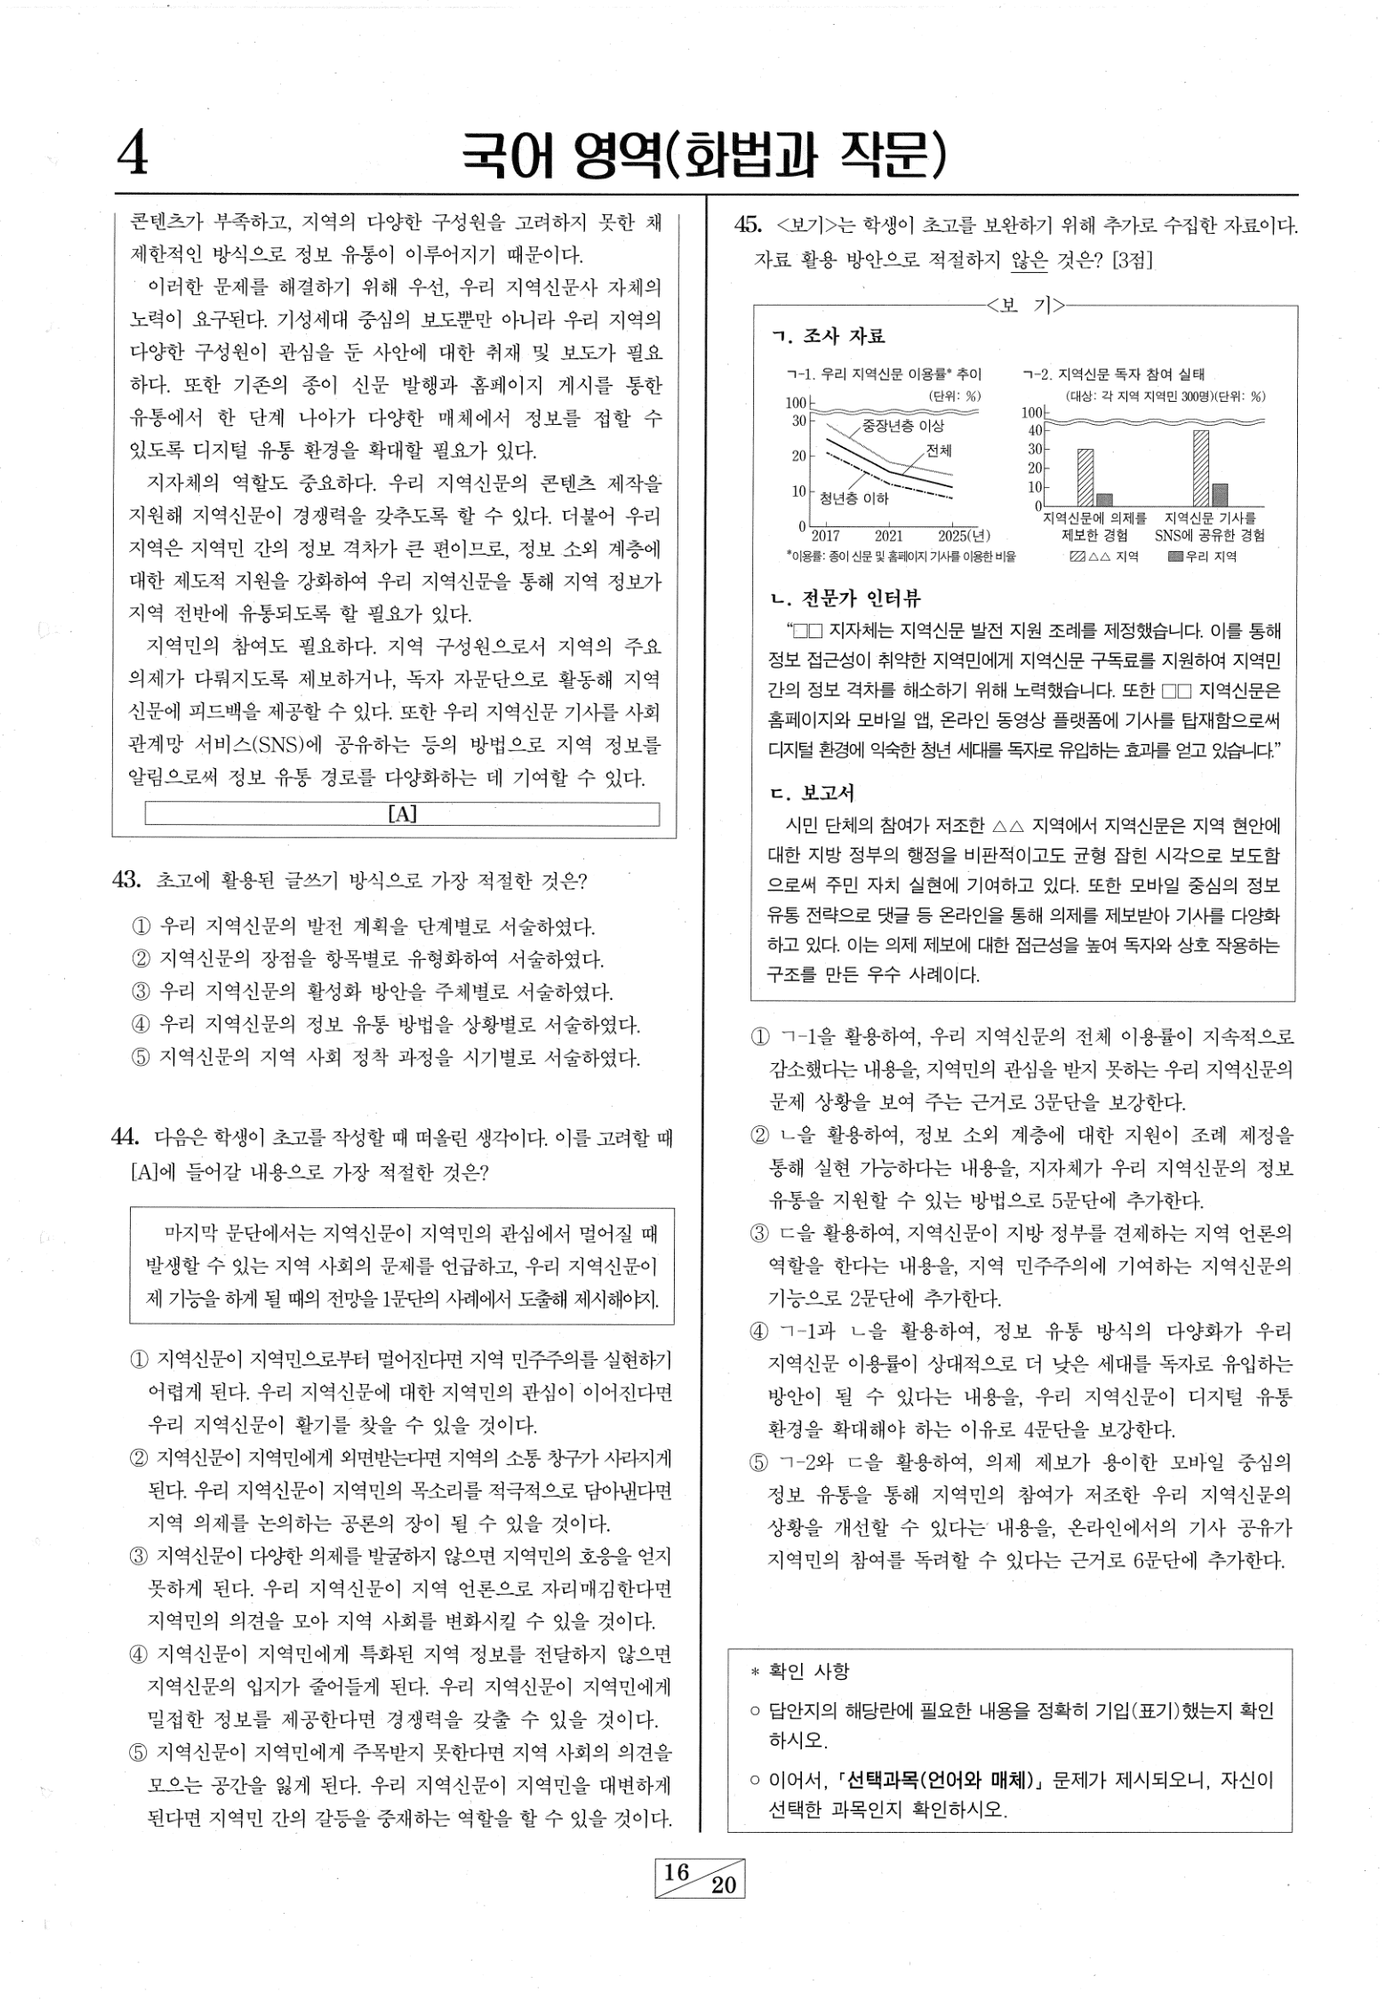 4
국어 영역(화법과 작문)
콘텐츠가 부족하고, 지역의 다양한 구성원을 고려하지 못한 채
제한적인 방식으로 정보 유통이 이루어지기 때문이다.
이러한 문제를 해결하기 위해 우선, 우리 지역신문사 자체의
노력이 요구된다. 기성세대 중심의 보도뿐만 아니라 우리 지역의
다양한 구성원이 관심을 둔 사안에 대한 취재 및 보도가 필요
하다. 또한 기존의 종이 신문 발행과 홈페이지 게시를 통한
유통에서 한 단계 나아가 다양한 매체에서 정보를 접할 수
있도록 디지털 유통 환경을 확대할 필요가 있다.
지자체의 역할도 중요하다. 우리 지역신문의 콘텐츠 제작을
지원해 지역신문이 경쟁력을 갖추도록 할 수 있다. 더불어 우리
지역은 지역민 간의 정보 격차가 큰 편이므로, 정보 소외 계층에
대한 제도적 지원을 강화하여 우리 지역신문을 통해 지역 정보가
지역 전반에 유통되도록 할 필요가 있다.
지역민의 참여도 필요하다. 지역 구성원으로서 지역의 주요
의제가 다뤄지도록 제보하거나, 독자 자문단으로 활동해 지역
신문에 피드백을 제공할 수 있다. 또한 우리 지역신문 기사를 사회
관계망 서비스(SNS)에 공유하는 등의 방법으로 지역 정보를
알림으로써 정보 유통 경로를 다양화하는 데 기여할 수 있다.
[A]
43. 초고에 활용된 글쓰기 방식으로 가장 적절한 것은?
① 우리 지역신문의 발전 계획을 단계별로 서술하였다.
② 지역신문의 장점을 항목별로 유형화하여 서술하였다.
③ 우리 지역신문의 활성화 방안을 주체별로 서술하였다.
④ 우리 지역신문의 정보 유통 방법을 상황별로 서술하였다.
⑤ 지역신문의 지역 사회 정착 과정을 시기별로 서술하였다.
44. 다음은 학생이 초고를 작성할 때 떠올린 생각이다. 이를 고려할 때
[A]에 들어갈 내용으로 가장 적절한 것은?
마지막 문단에서는 지역신문이 지역민의 관심에서 멀어질 때
발생할 수 있는 지역 사회의 문제를 언급하고, 우리 지역신문이
제 기능을 하게 될 때의 전망을 1문단의 사례에서 도출해 제시해야지.
① 지역신문이 지역민으로부터 멀어진다면 지역 민주주의를 실현하기
어렵게 된다. 우리 지역신문에 대한 지역민의 관심이 이어진다면
우리 지역신문이 활기를 찾을 수 있을 것이다.
② 지역신문이 지역민에게 외면받는다면 지역의 소통 창구가 사라지게
된다. 우리 지역신문이 지역민의 목소리를 적극적으로 담아낸다면
지역 의제를 논의하는 공론의 장이 될 수 있을 것이다.
③ 지역신문이 다양한 의제를 발굴하지 않으면 지역민의 호응을 얻지
못하게 된다. 우리 지역신문이 지역 언론으로 자리매김한다면
지역민의 의견을 모아 지역 사회를 변화시킬 수 있을 것이다.
④ 지역신문이 지역민에게 특화된 지역 정보를 전달하지 않으면
지역신문의 입지가 줄어들게 된다. 우리 지역신문이 지역민에게
밀접한 정보를 제공한다면 경쟁력을 갖출 수 있을 것이다.
⑤ 지역신문이 지역민에게 주목받지 못한다면 지역 사회의 의견을
모으는 공간을 잃게 된다. 우리 지역신문이 지역민을 대변하게
된다면 지역민 간의 갈등을 중재하는 역할을 할 수 있을 것이다.
45. <보기>는 학생이 초고를 보완하기 위해 추가로 수집한 자료이다.
자료 활용 방안으로 적절하지 않은 것은? [3점]
<보 기>
ㄱ. 조사 자료
ㄱ-1. 우리 지역신문 이용률* 추이
(단위: %)
100
30
20
10
0
중장년층 이상
전체
청년층 이하
2017 2021 2025(년)
*이용률: 종이 신문 및 홈페이지 기사를 이용한 비율
ㄱ-2. 지역신문 독자 참여 실태
(대상: 각 지역 지역민 300명)(단위: %)
100
40
30
20
10
0
지역신문에 의제를 지역신문 기사를
제보한 경험 SNS에 공유한 경험
△△ 지역 우리 지역
ㄴ. 전문가 인터뷰
“□□ 지자체는 지역신문 발전 지원 조례를 제정했습니다. 이를 통해
정보 접근성이 취약한 지역민에게 지역신문 구독료를 지원하여 지역민
간의 정보 격차를 해소하기 위해 노력했습니다. 또한 □□ 지역신문은
홈페이지와 모바일 앱, 온라인 동영상 플랫폼에 기사를 탑재함으로써
디지털 환경에 익숙한 청년 세대를 독자로 유입하는 효과를 얻고 있습니다.”
ㄷ. 보고서
시민 단체의 참여가 저조한 △△ 지역에서 지역신문은 지역 현안에
대한 지방 정부의 행정을 비판적이고도 균형 잡힌 시각으로 보도함
으로써 주민 자치 실현에 기여하고 있다. 또한 모바일 중심의 정보
유통 전략으로 댓글 등 온라인을 통해 의제를 제보받아 기사를 다양화
하고 있다. 이는 의제 제보에 대한 접근성을 높여 독자와 상호 작용하는
구조를 만든 우수 사례이다.
① ㄱ-1을 활용하여, 우리 지역신문의 전체 이용률이 지속적으로
감소했다는 내용을, 지역민의 관심을 받지 못하는 우리 지역신문의
문제 상황을 보여 주는 근거로 3문단을 보강한다.
② ㄴ을 활용하여, 정보 소외 계층에 대한 지원이 조례 제정을
통해 실현 가능하다는 내용을, 지자체가 우리 지역신문의 정보
유통을 지원할 수 있는 방법으로 5문단에 추가한다.
③ ㄷ을 활용하여, 지역신문이 지방 정부를 견제하는 지역 언론의
역할을 한다는 내용을, 지역 민주주의에 기여하는 지역신문의
기능으로 2문단에 추가한다.
④ ㄱ-1과 ㄴ을 활용하여, 정보 유통 방식의 다양화가 우리
지역신문 이용률이 상대적으로 더 낮은 세대를 독자로 유입하는
방안이 될 수 있다는 내용을, 우리 지역신문이 디지털 유통
환경을 확대해야 하는 이유로 4문단을 보강한다.
⑤ ㄱ-2와 ㄷ을 활용하여, 의제 제보가 용이한 모바일 중심의
정보 유통을 통해 지역민의 참여가 저조한 우리 지역신문의
상황을 개선할 수 있다는 내용을, 온라인에서의 기사 공유가
지역민의 참여를 독려할 수 있다는 근거로 6문단에 추가한다.
* 확인 사항
○ 답안지의 해당란에 필요한 내용을 정확히 기입(표기)했는지 확인
하시오.
○ 이어서, 「선택과목(언어와 매체)」 문제가 제시되오니, 자신이
선택한 과목인지 확인하시오.
16
20